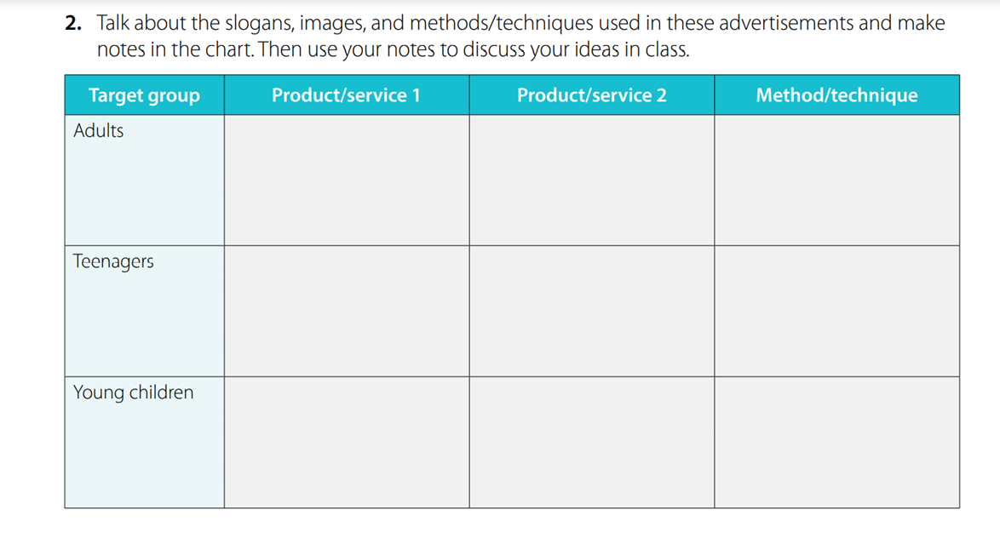 2. Talk about the slogans, images, and methods/techniques used in these advertisements and make
notes in the chart. Then use your notes to discuss your ideas in class.
Target group Product/service 1 Product/service 2 Method/technique
Adults
Teenagers
Young children